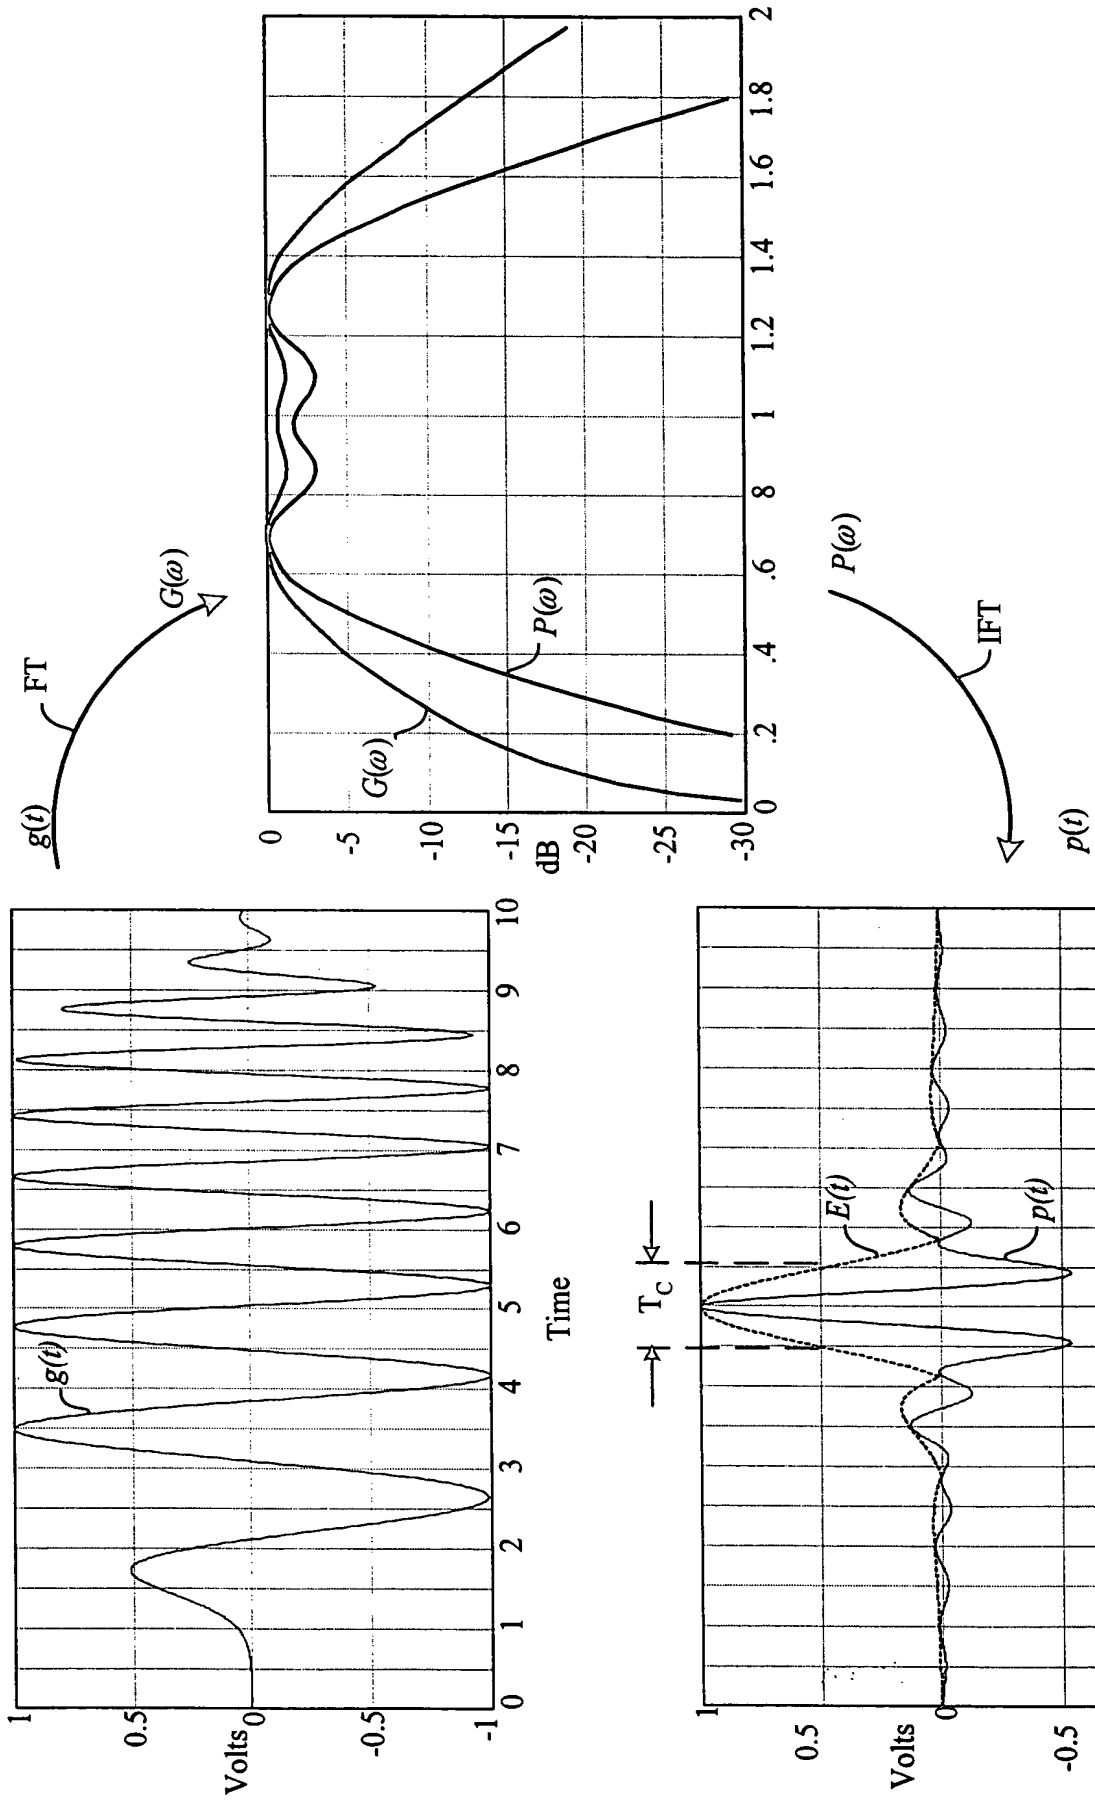 g(t)
FT
G(ω)
1
0.5
Volts 0
-0.5
-1
g(t)
0 1 2 3 4 5 6 7 8 9 10
Time
0
-5
-10
-15
dB
-20
-25
-30
G(ω)
P(ω)
0 .2 .4 .6 .8 1 1.2 1.4 1.6 1.8 2
P(ω)
IFT
p(t)
1
0.5
Volts 0
-0.5
T_C
E(t)
p(t)